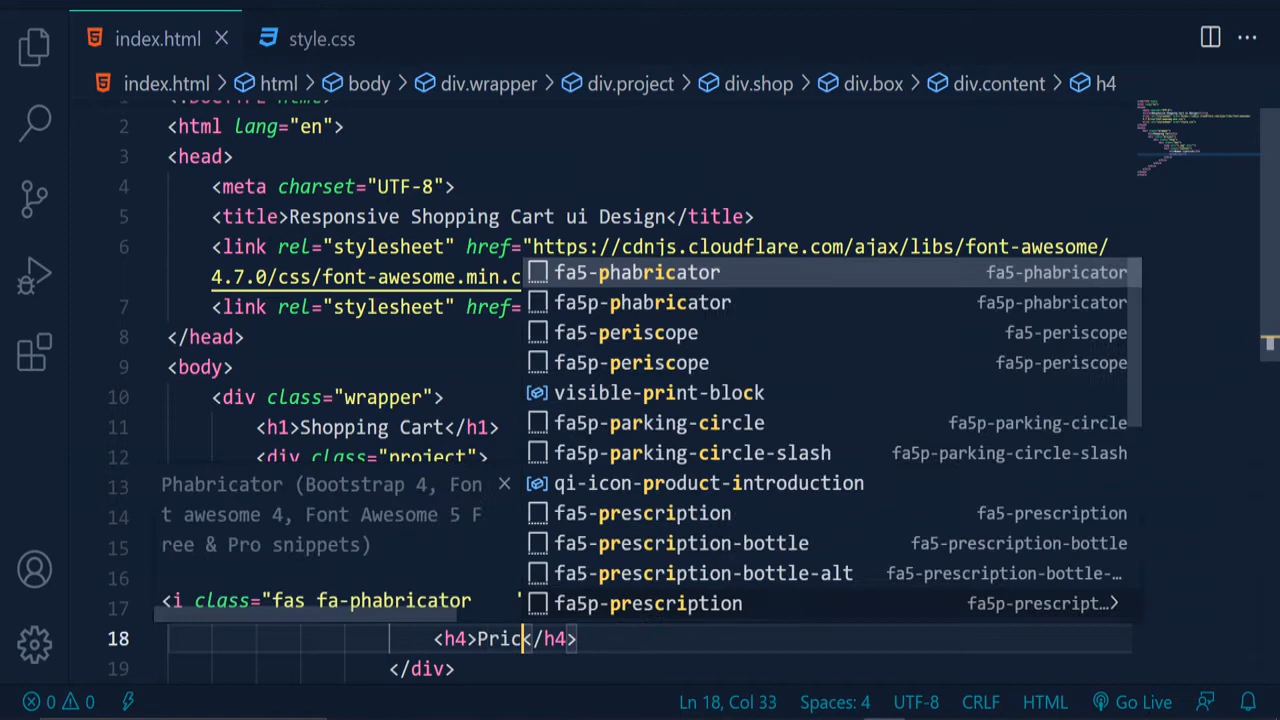 index.html
style.css
index.html > html > body > div.wrapper > div.project > div.shop > div.box > div.content > h4
1 <!DOCTYPE html>
2 <html lang="en">
3 <head>
4 <meta charset="UTF-8">
5 <title>Responsive Shopping Cart ui Design</title>
6 <link rel="stylesheet" href="https://cdnjs.cloudflare.com/ajax/libs/font-awesome/
4.7.0/css/font-awesome.min.c
7 <link rel="stylesheet" href=
8 </head>
9 <body>
10 <div class="wrapper">
11 <h1>Shopping Cart</h1>
12 <div class="project">
13
14
15
16
17
18 <h4>Pric</h4>
19 </div>
fa5-phabricator fa5-phabricator
fa5p-phabricator fa5-phabricator
fa5-periscope fa5-periscope
fa5p-periscope fa5p-periscope
visible-print-block
fa5p-parking-circle fa5p-parking-circle
fa5p-parking-circle-slash fa5p-parking-circle-slash
qi-icon-product-introduction
fa5-prescription fa5-prescription
fa5-prescription-bottle fa5-prescription-bottle
fa5-prescription-bottle-alt fa5-prescription-bottle-…
fa5p-prescription fa5p-prescript…>
Phabricator (Bootstrap 4, Fon
t awesome 4, Font Awesome 5 F
ree & Pro snippets)
<i class="fas fa-phabricator "
0 0
Ln 18, Col 33
Spaces: 4
UTF-8
CRLF
HTML
Go Live